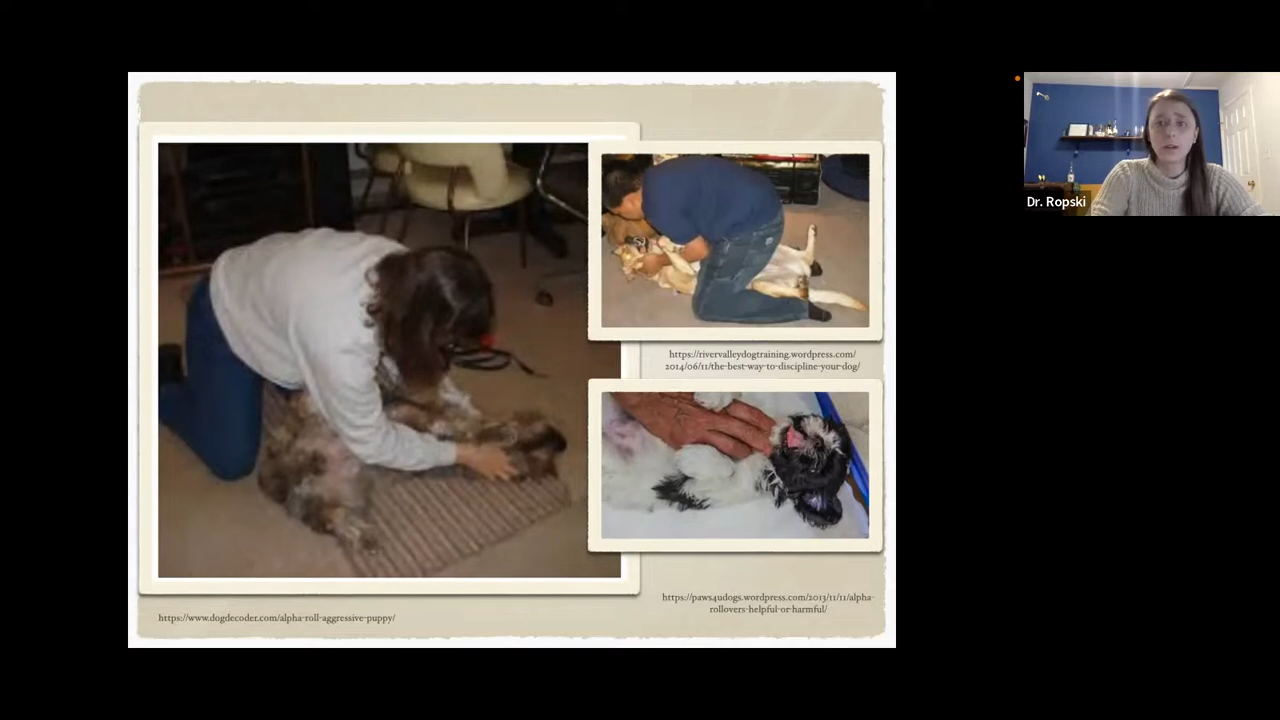 Dr. Ropski
https://rivervalleydogtraining.wordpress.com/
2014/06/11/the-best-way-to-discipline-your-dog/
https://paws4udogs.wordpress.com/2013/11/11/alpha-
rollovers-helpful-or-harmful/
https://www.dogdecoder.com/alpha-roll-aggressive-puppy/